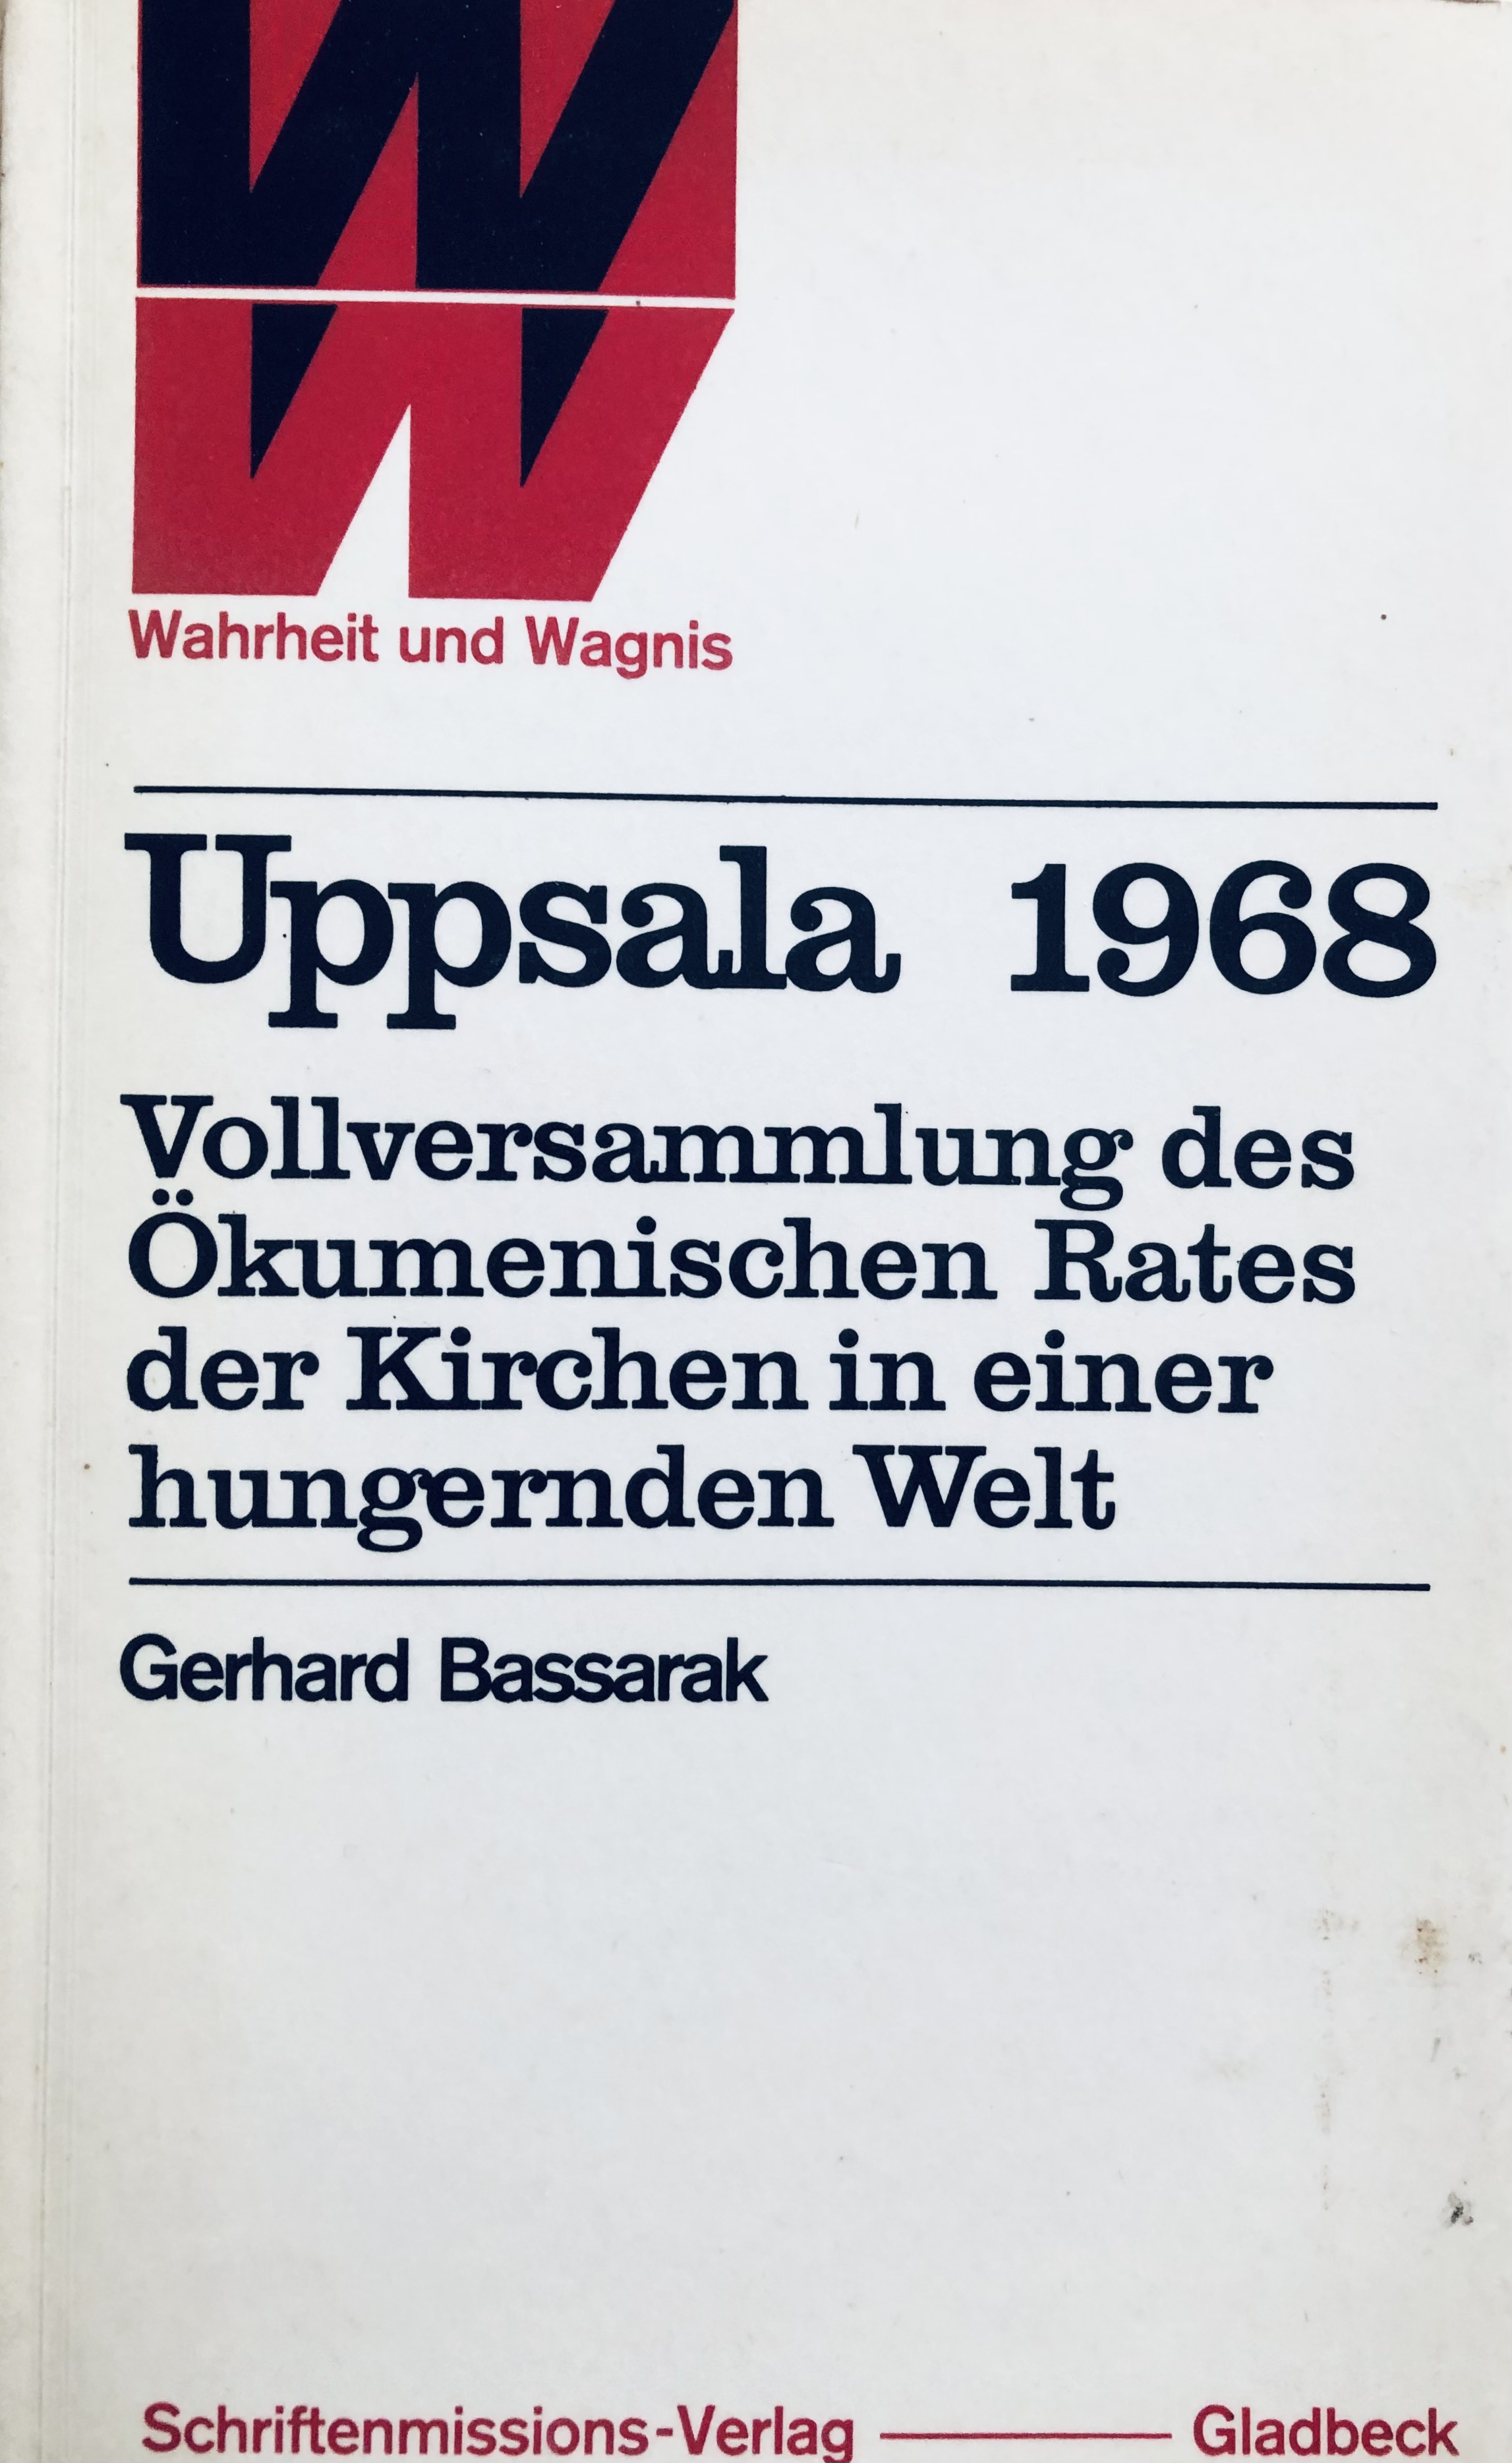 W
W
Wahrheit und Wagnis
Uppsala 1968
Vollversammlung des
Ökumenischen Rates
der Kirchen in einer
hungernden Welt
Gerhard Bassarak
Schriftenmissions-Verlag — Gladbeck